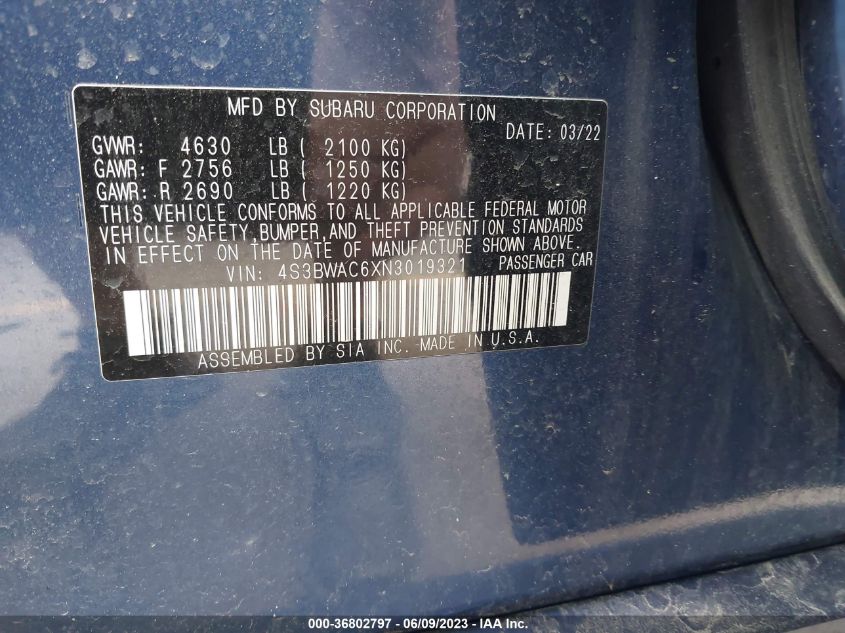 MFD BY SUBARU CORPORATION
DATE: 03/22
GVWR: 4630 LB ( 2100 KG)
GAWR: F 2756 LB ( 1250 KG)
GAWR: R 2690 LB ( 1220 KG)
THIS VEHICLE CONFORMS TO ALL APPLICABLE FEDERAL MOTOR
VEHICLE SAFETY,BUMPER,AND THEFT PREVENTION STANDARDS
IN EFFECT ON THE DATE OF MANUFACTURE SHOWN ABOVE.
VIN: 4S3BWAC6XN3019321 PASSENGER CAR
ASSEMBLED BY SIA INC. MADE IN U.S.A.
000-36802797 - 06/09/2023 - IAA Inc.